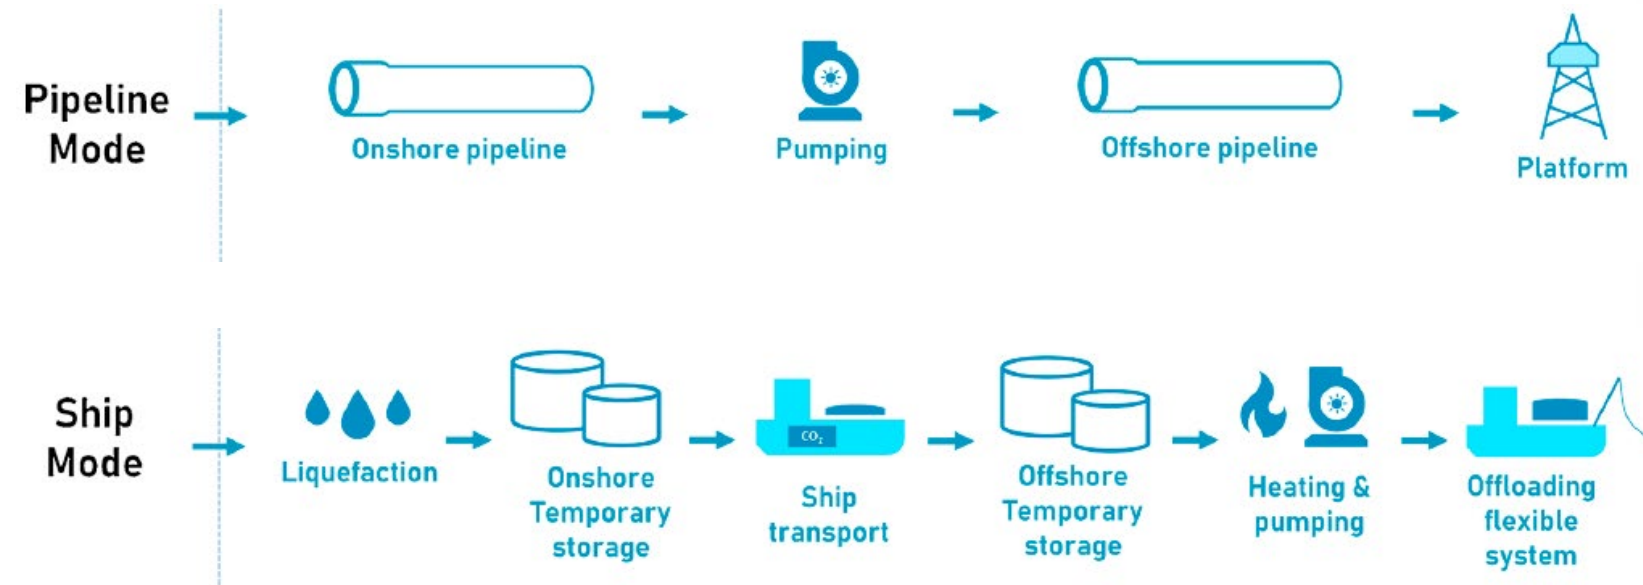 Pipeline
Mode
Onshore pipeline
Pumping
Offshore pipeline
Platform
Ship
Mode
Liquefaction
Onshore
Temporary
storage
CO₂
Ship
transport
Offshore
Temporary
storage
Heating &
pumping
Offloading
flexible
system